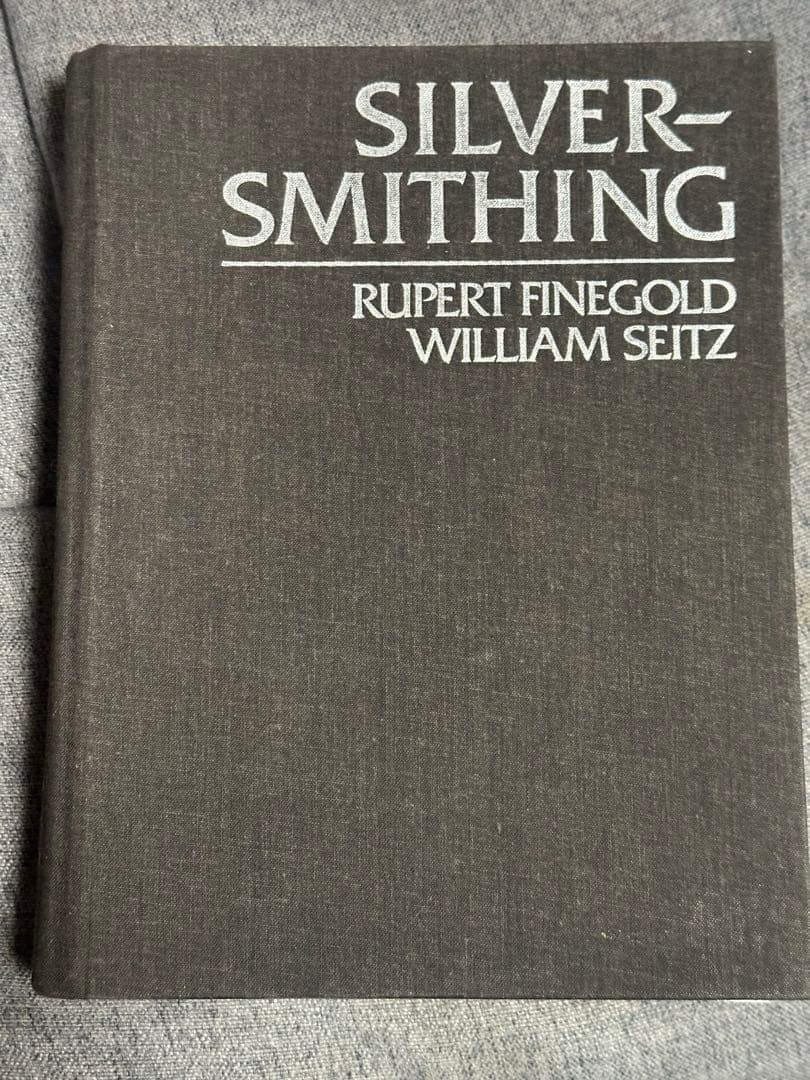 SILVER-
SMITHING
RUPERT FINEGOLD
WILLIAM SEITZ